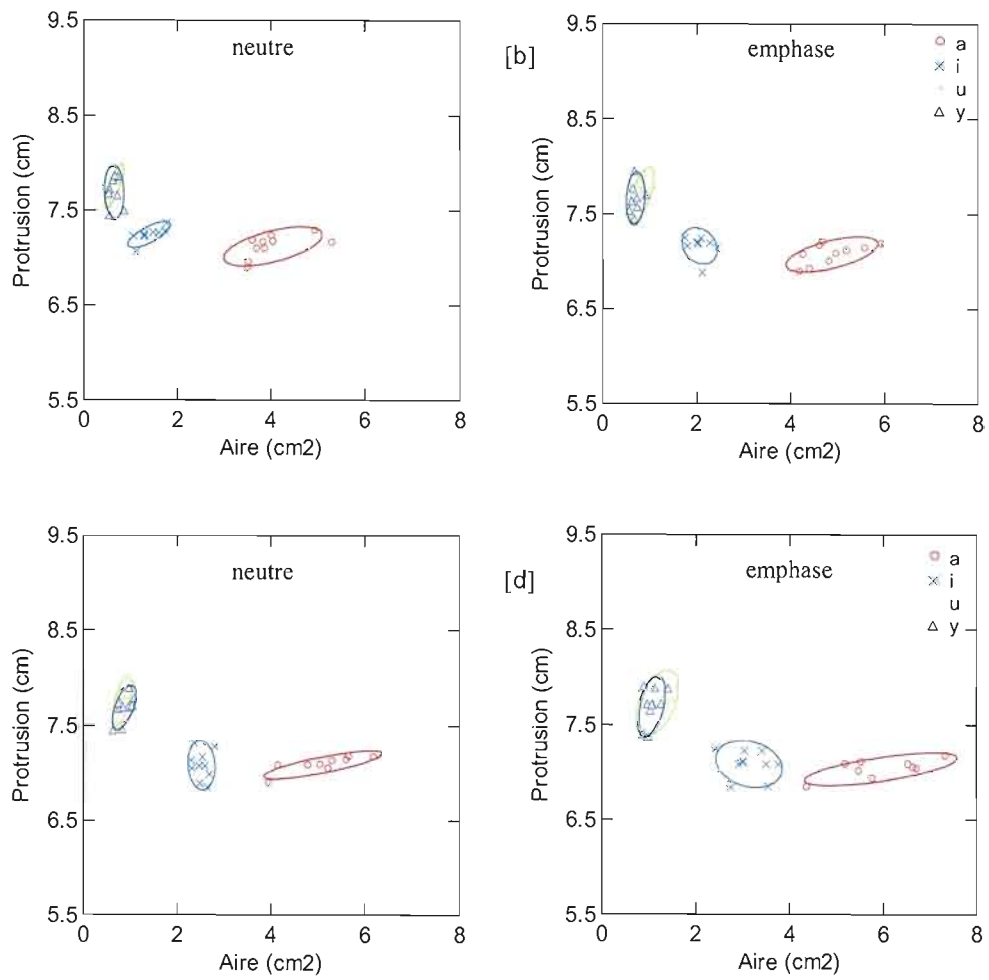 neutre
[b]
emphase
a
i
u
y
9.5
8.5
7.5
6.5
5.5
Protrusion (cm)
0 2 4 6 8
Aire (cm2)
9.5
8.5
7.5
6.5
5.5
Protrusion (cm)
0 2 4 6 8
Aire (cm2)
neutre
[d]
emphase
a
i
u
y
9.5
8.5
7.5
6.5
5.5
Protrusion (cm)
0 2 4 6 8
Aire (cm2)
9.5
8.5
7.5
6.5
5.5
Protrusion (cm)
0 2 4 6 8
Aire (cm2)